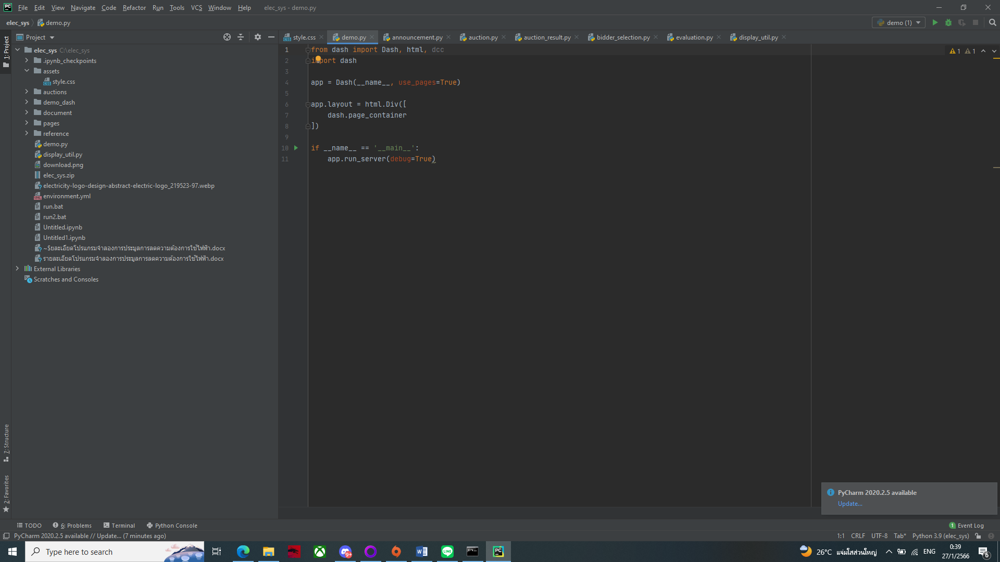 PC File Edit View Navigate Code Refactor Run Tools VCS Window Help elec_sys - demo.py
elec_sys demo.py demo (1)
Project style.css demo.py announcement.py auction.py auction_result.py bidder_selection.py evaluation.py display_util.py
1: Project
elec_sys C:\elec_sys
.ipynb_checkpoints
assets
style.css
auctions
demo_dash
document
pages
reference
demo.py
display_util.py
download.png
elec_sys.zip
electricity-logo-design-abstract-electric-logo_219523-97.webp
environment.yml
run.bat
run2.bat
Untitled.ipynb
Untitled1.ipynb
~$ยละเอียดโปรแกรมจำลองการประมูลการลดความต้องการใช้ไฟฟ้า.docx
รายละเอียดโปรแกรมจำลองการประมูลการลดความต้องการใช้ไฟฟ้า.docx
External Libraries
Scratches and Consoles
7: Structure
2: Favorites
1 from dash import Dash, html, dcc
2 import dash
3
4 app = Dash(__name__, use_pages=True)
5
6 app.layout = html.Div([
7 dash.page_container
8 ])
9
10 if __name__ == '__main__':
11 app.run_server(debug=True)
1 1
PyCharm 2020.2.5 available
Update...
TODO 6: Problems Terminal Python Console 1 Event Log
PyCharm 2020.2.5 available // Update... (7 minutes ago) 1:1 CRLF UTF-8 Tab* Python 3.9 (elec_sys)
Type here to search 9+ W LINE PC 26°C แจ่มใสส่วนใหญ่ ENG 0:39
27/1/2566 6